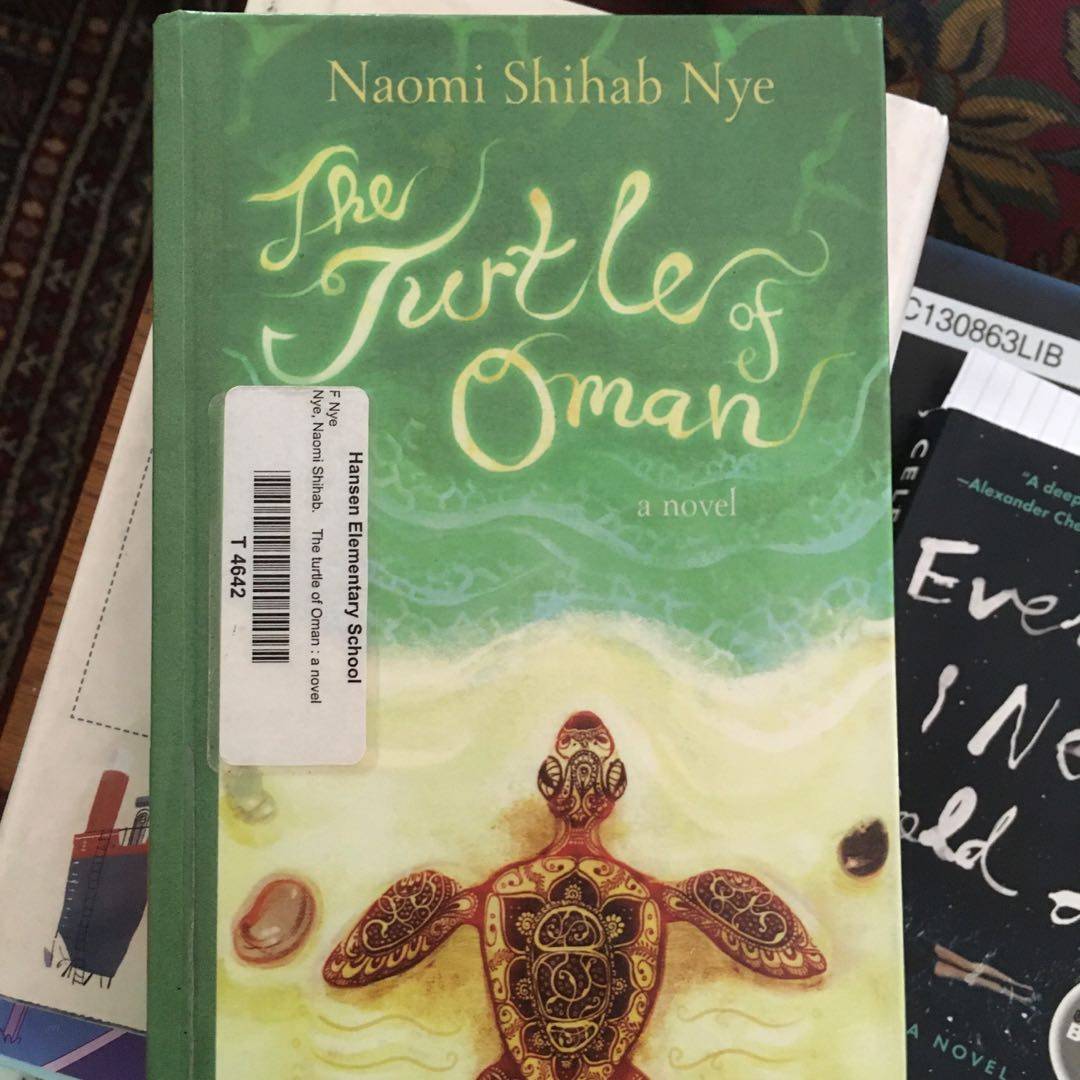 Naomi Shihab Nye
The
Turtle of
Oman
a novel
Hansen Elementary School
Nye, Naomi Shihab. The turtle of Oman : a novel
F Nye
T 4642
C130863LIB
"A deep
—Alexander Che
I
A NOVEL